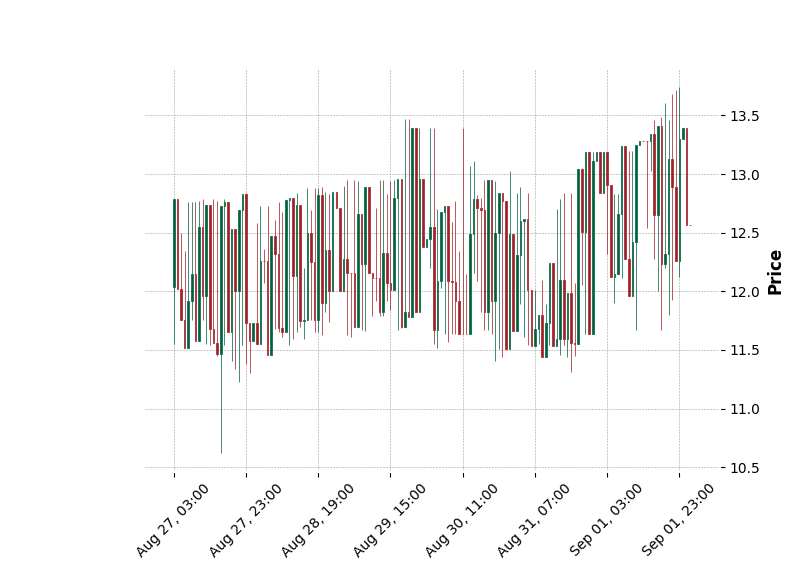 13.5
13.0
12.5
12.0
11.5
11.0
10.5
Price
Aug 27, 03:00
Aug 27, 23:00
Aug 28, 19:00
Aug 29, 15:00
Aug 30, 11:00
Aug 31, 07:00
Sep 01, 03:00
Sep 01, 23:00